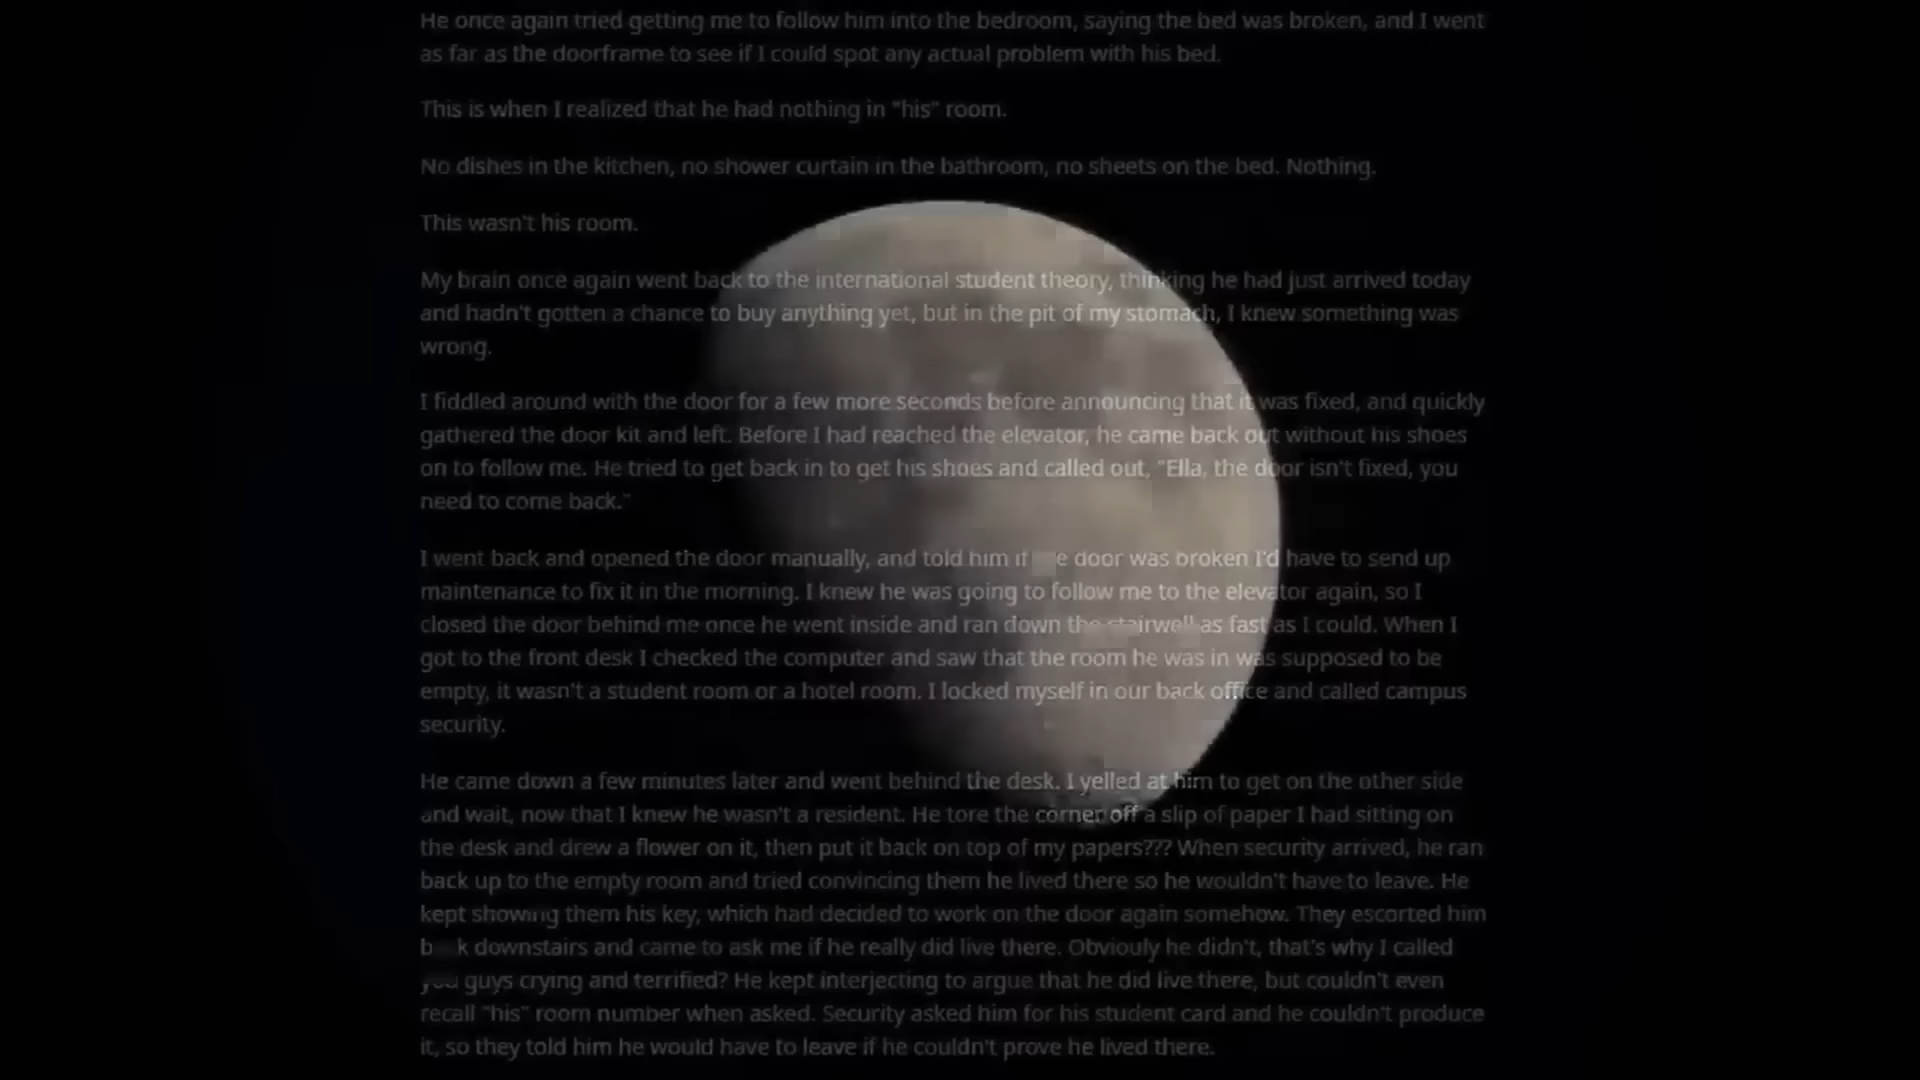 He once again tried getting me to follow him into the bedroom, saying the bed was broken, and I went
as far as the doorframe to see if I could spot any actual problem with his bed.
This is when I realized that he had nothing in "his" room.
No dishes in the kitchen, no shower curtain in the bathroom, no sheets on the bed. Nothing.
This wasn't his room.
My brain once again went back to the international student theory, thinking he had just arrived today
and hadn't gotten a chance to buy anything yet, but in the pit of my stomach, I knew something was
wrong.
I fiddled around with the door for a few more seconds before announcing that it was fixed, and quickly
gathered the door kit and left. Before I had reached the elevator, he came back out without his shoes
on to follow me. He tried to get back in to get his shoes and called out, "Ella, the door isn't fixed, you
need to come back."
I went back and opened the door manually, and told him if door was broken I'd have to send up
maintenance to fix it in the morning. I knew he was going to follow me to the elevator again, so I
closed the door behind me once he went inside and ran down the stairwell as fast as I could. When I
got to the front desk I checked the computer and saw that the room he was in was supposed to be
empty, it wasn't a student room or a hotel room. I locked myself in our back office and called campus
security.
He came down a few minutes later and went behind the desk. I yelled at him to get on the other side
and wait, now that I knew he wasn't a resident. He tore the corner off a slip of paper I had sitting on
the desk and drew a flower on it, then put it back on top of my papers??? When security arrived, he ran
back up to the empty room and tried convincing them he lived there so he wouldn't have to leave. He
kept showing them his key, which had decided to work on the door again somehow. They escorted him
downstairs and came to ask me if he really did live there. Obviouly he didn't, that's why I called
you guys crying and terrified? He kept interjecting to argue that he did live there, but couldn't even
recall "his" room number when asked. Security asked him for his student card and he couldn't produce
it, so they told him he would have to leave if he couldn't prove he lived there.